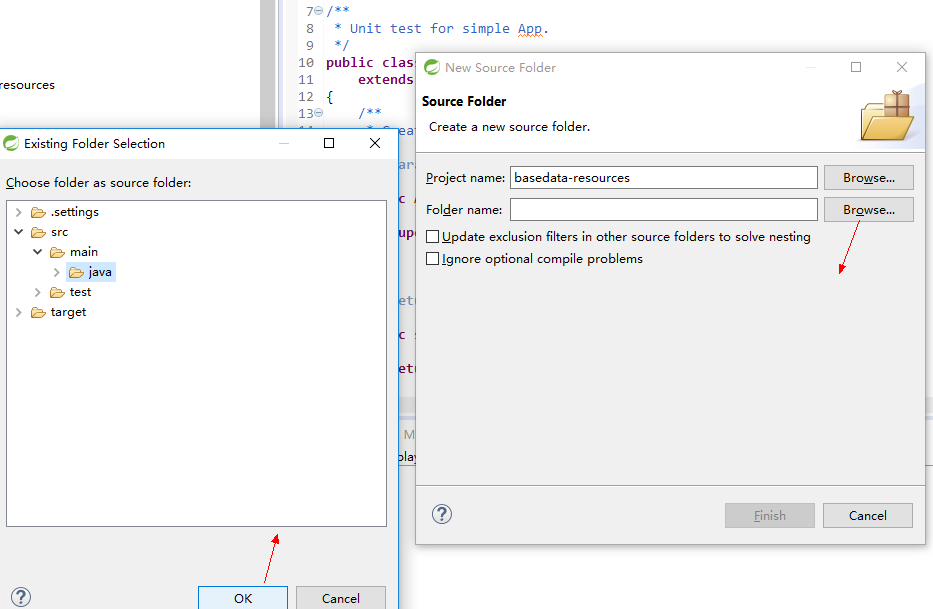 7 /**
8 * Unit test for simple App.
9 */
10 public clas
11 extends
12 {
13 /**
resources
New Source Folder
Source Folder
Create a new source folder.
Project name: basedata-resources Browse...
Folder name: Browse...
Update exclusion filters in other source folders to solve nesting
Ignore optional compile problems
Finish Cancel
Existing Folder Selection
Choose folder as source folder:
.settings
src
main
java
test
target
OK Cancel